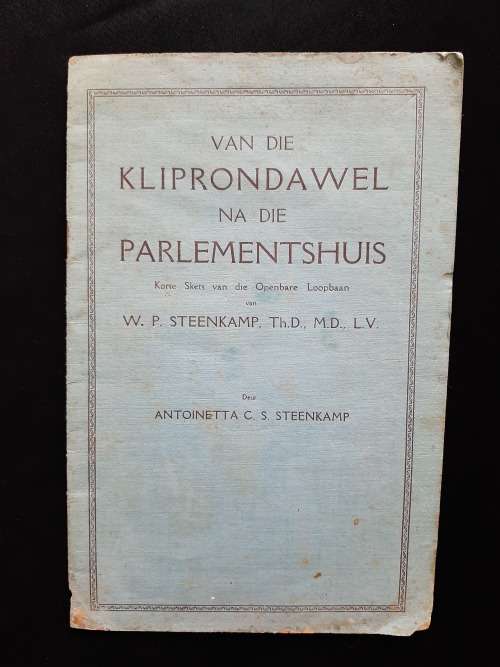 VAN DIE
KLIPRONDAWEL
NA DIE
PARLEMENTSHUIS
Korte Skets van die Openbare Loopbaan
van
W. P. STEENKAMP, Th.D., M.D., L.V.
Deur
ANTOINETTA C. S. STEENKAMP